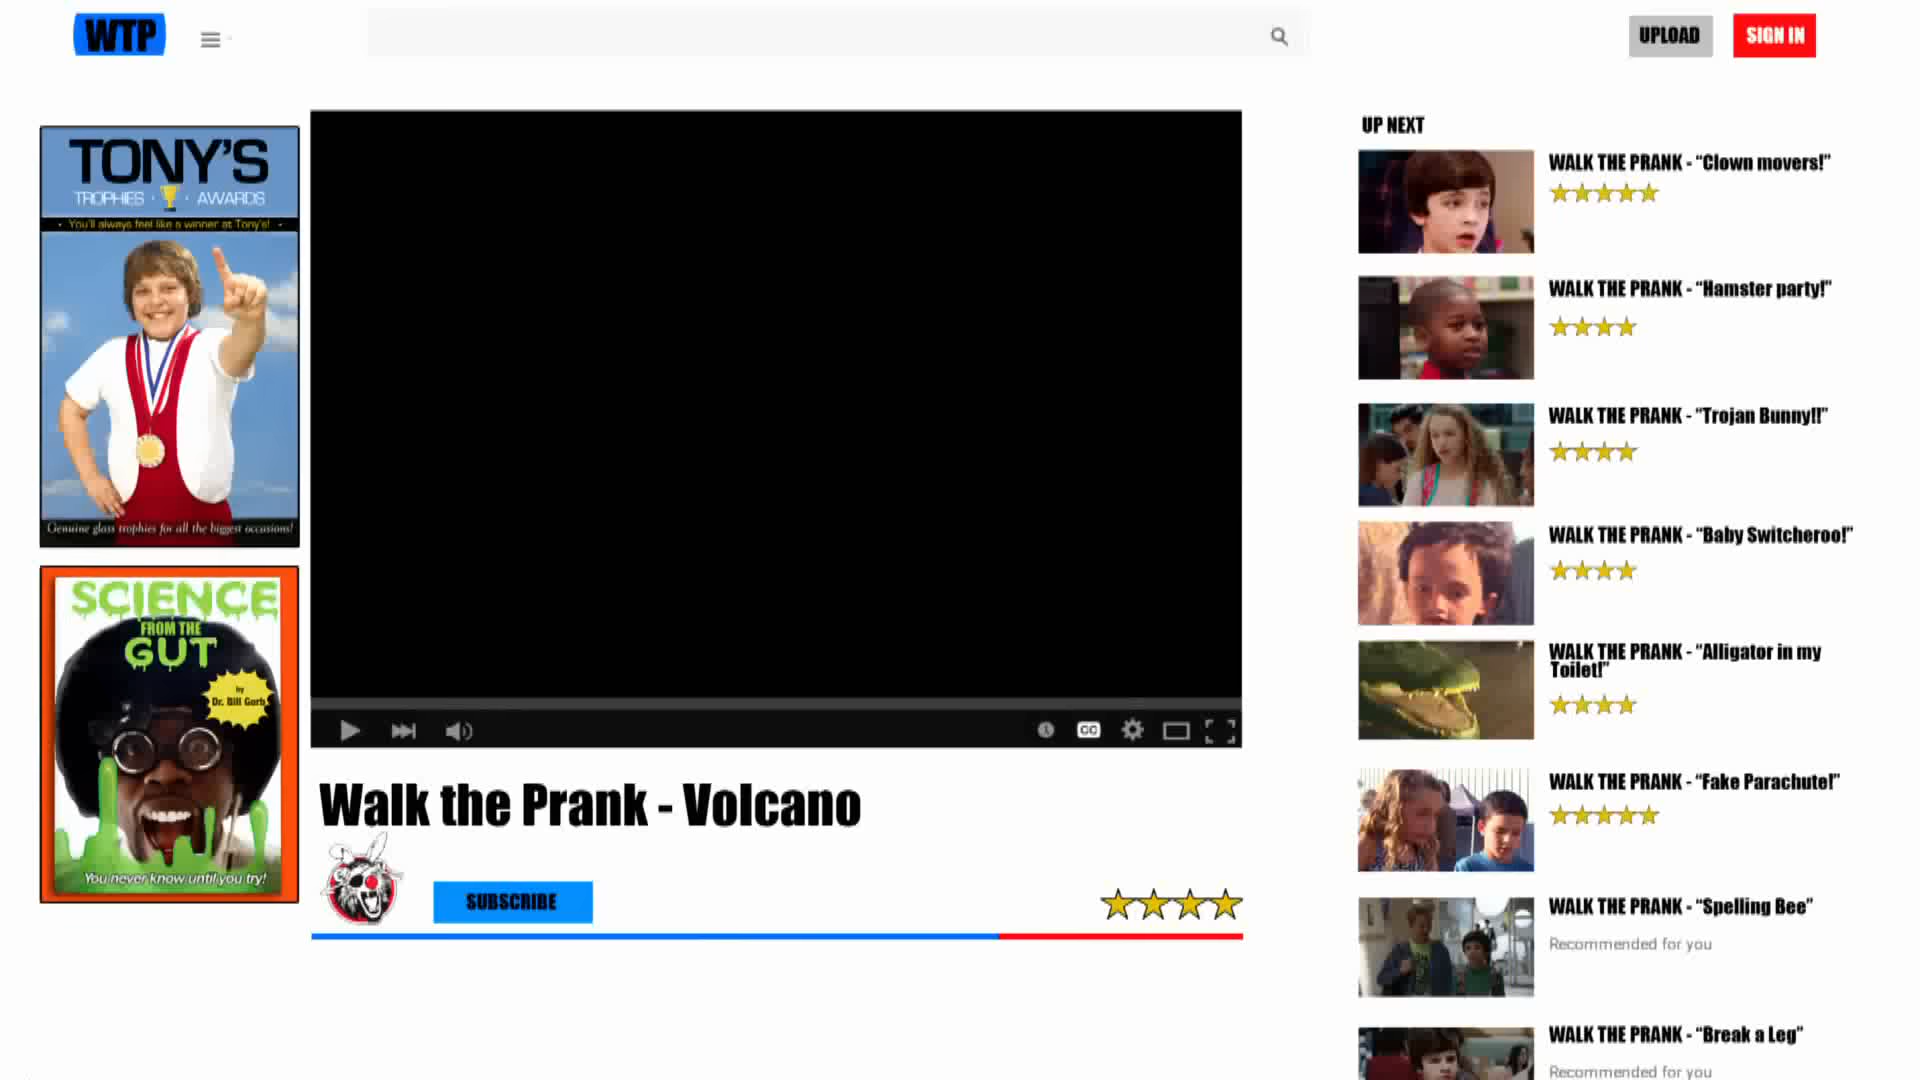 WTP
UPLOAD
SIGN IN
TONY'S
TROPHIES · AWARDS
· You'll always feel like a winner at Tony's! ·
Genuine glass trophies for all the biggest occasions!
SCIENCE
FROM THE
GUT
by
Dr. Bill Gorb
You never know until you try!
CC
Walk the Prank - Volcano
SUBSCRIBE
UP NEXT
WALK THE PRANK - “Clown movers!”
WALK THE PRANK - “Hamster party!”
WALK THE PRANK - “Trojan Bunny!!”
WALK THE PRANK - “Baby Switcheroo!”
WALK THE PRANK - “Alligator in my
Toilet!”
WALK THE PRANK - “Fake Parachute!”
WALK THE PRANK - “Spelling Bee”
Recommended for you
WALK THE PRANK - “Break a Leg”
Recommended for you